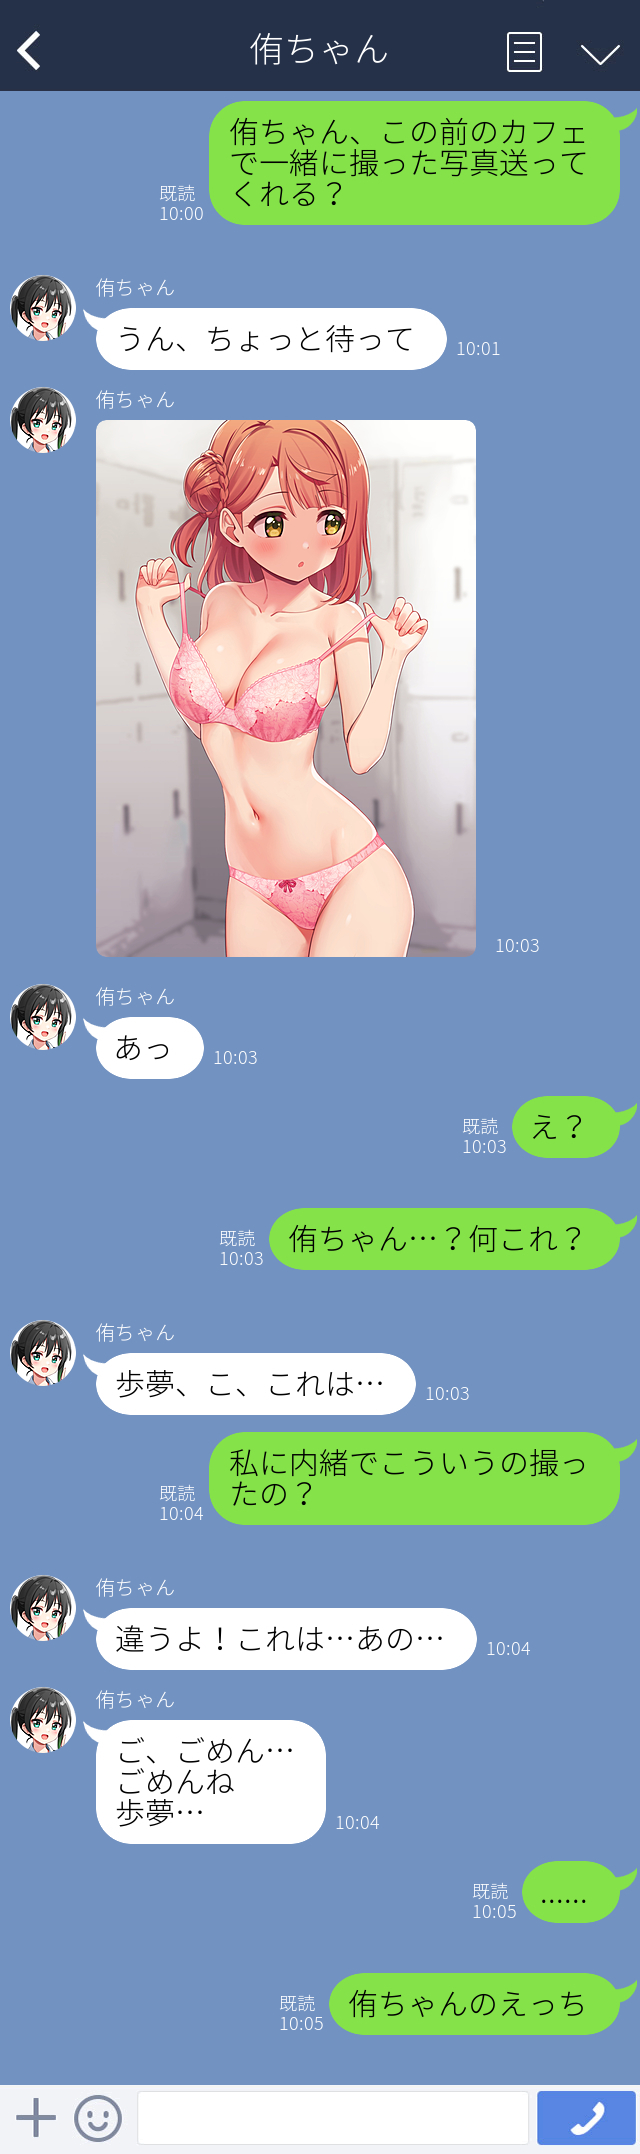 侑ちゃん
侑ちゃん、この前のカフェ
で一緒に撮った写真送って
くれる？
既読
10:00
侑ちゃん
うん、ちょっと待って
10:01
侑ちゃん
10:03
侑ちゃん
あっ
10:03
え？
既読
10:03
侑ちゃん…？何これ？
既読
10:03
侑ちゃん
歩夢、こ、これは…
10:03
私に内緒でこういうの撮っ
たの？
既読
10:04
侑ちゃん
違うよ！これは…あの…
10:04
侑ちゃん
ご、ごめん…
ごめんね
歩夢…
10:04
……
既読
10:05
侑ちゃんのえっち
既読
10:05